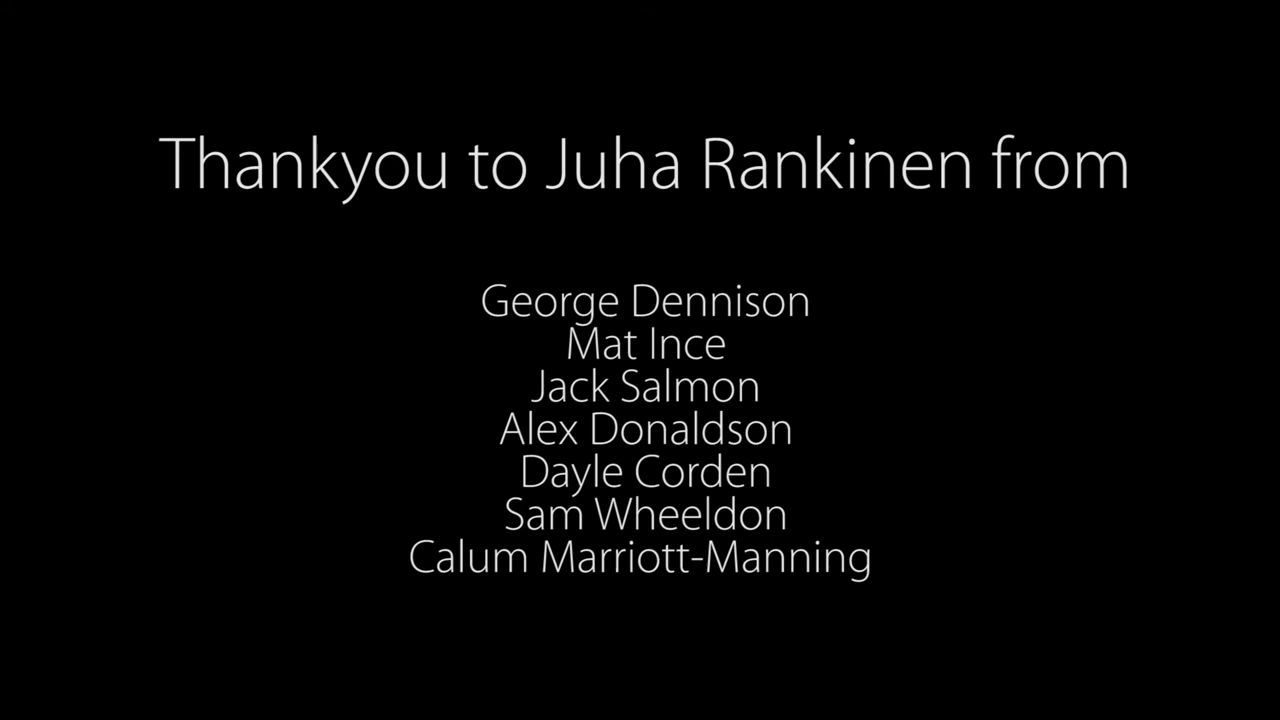 Thankyou to Juha Rankinen from
George Dennison
Mat Ince
Jack Salmon
Alex Donaldson
Dayle Corden
Sam Wheeldon
Calum Marriott-Manning